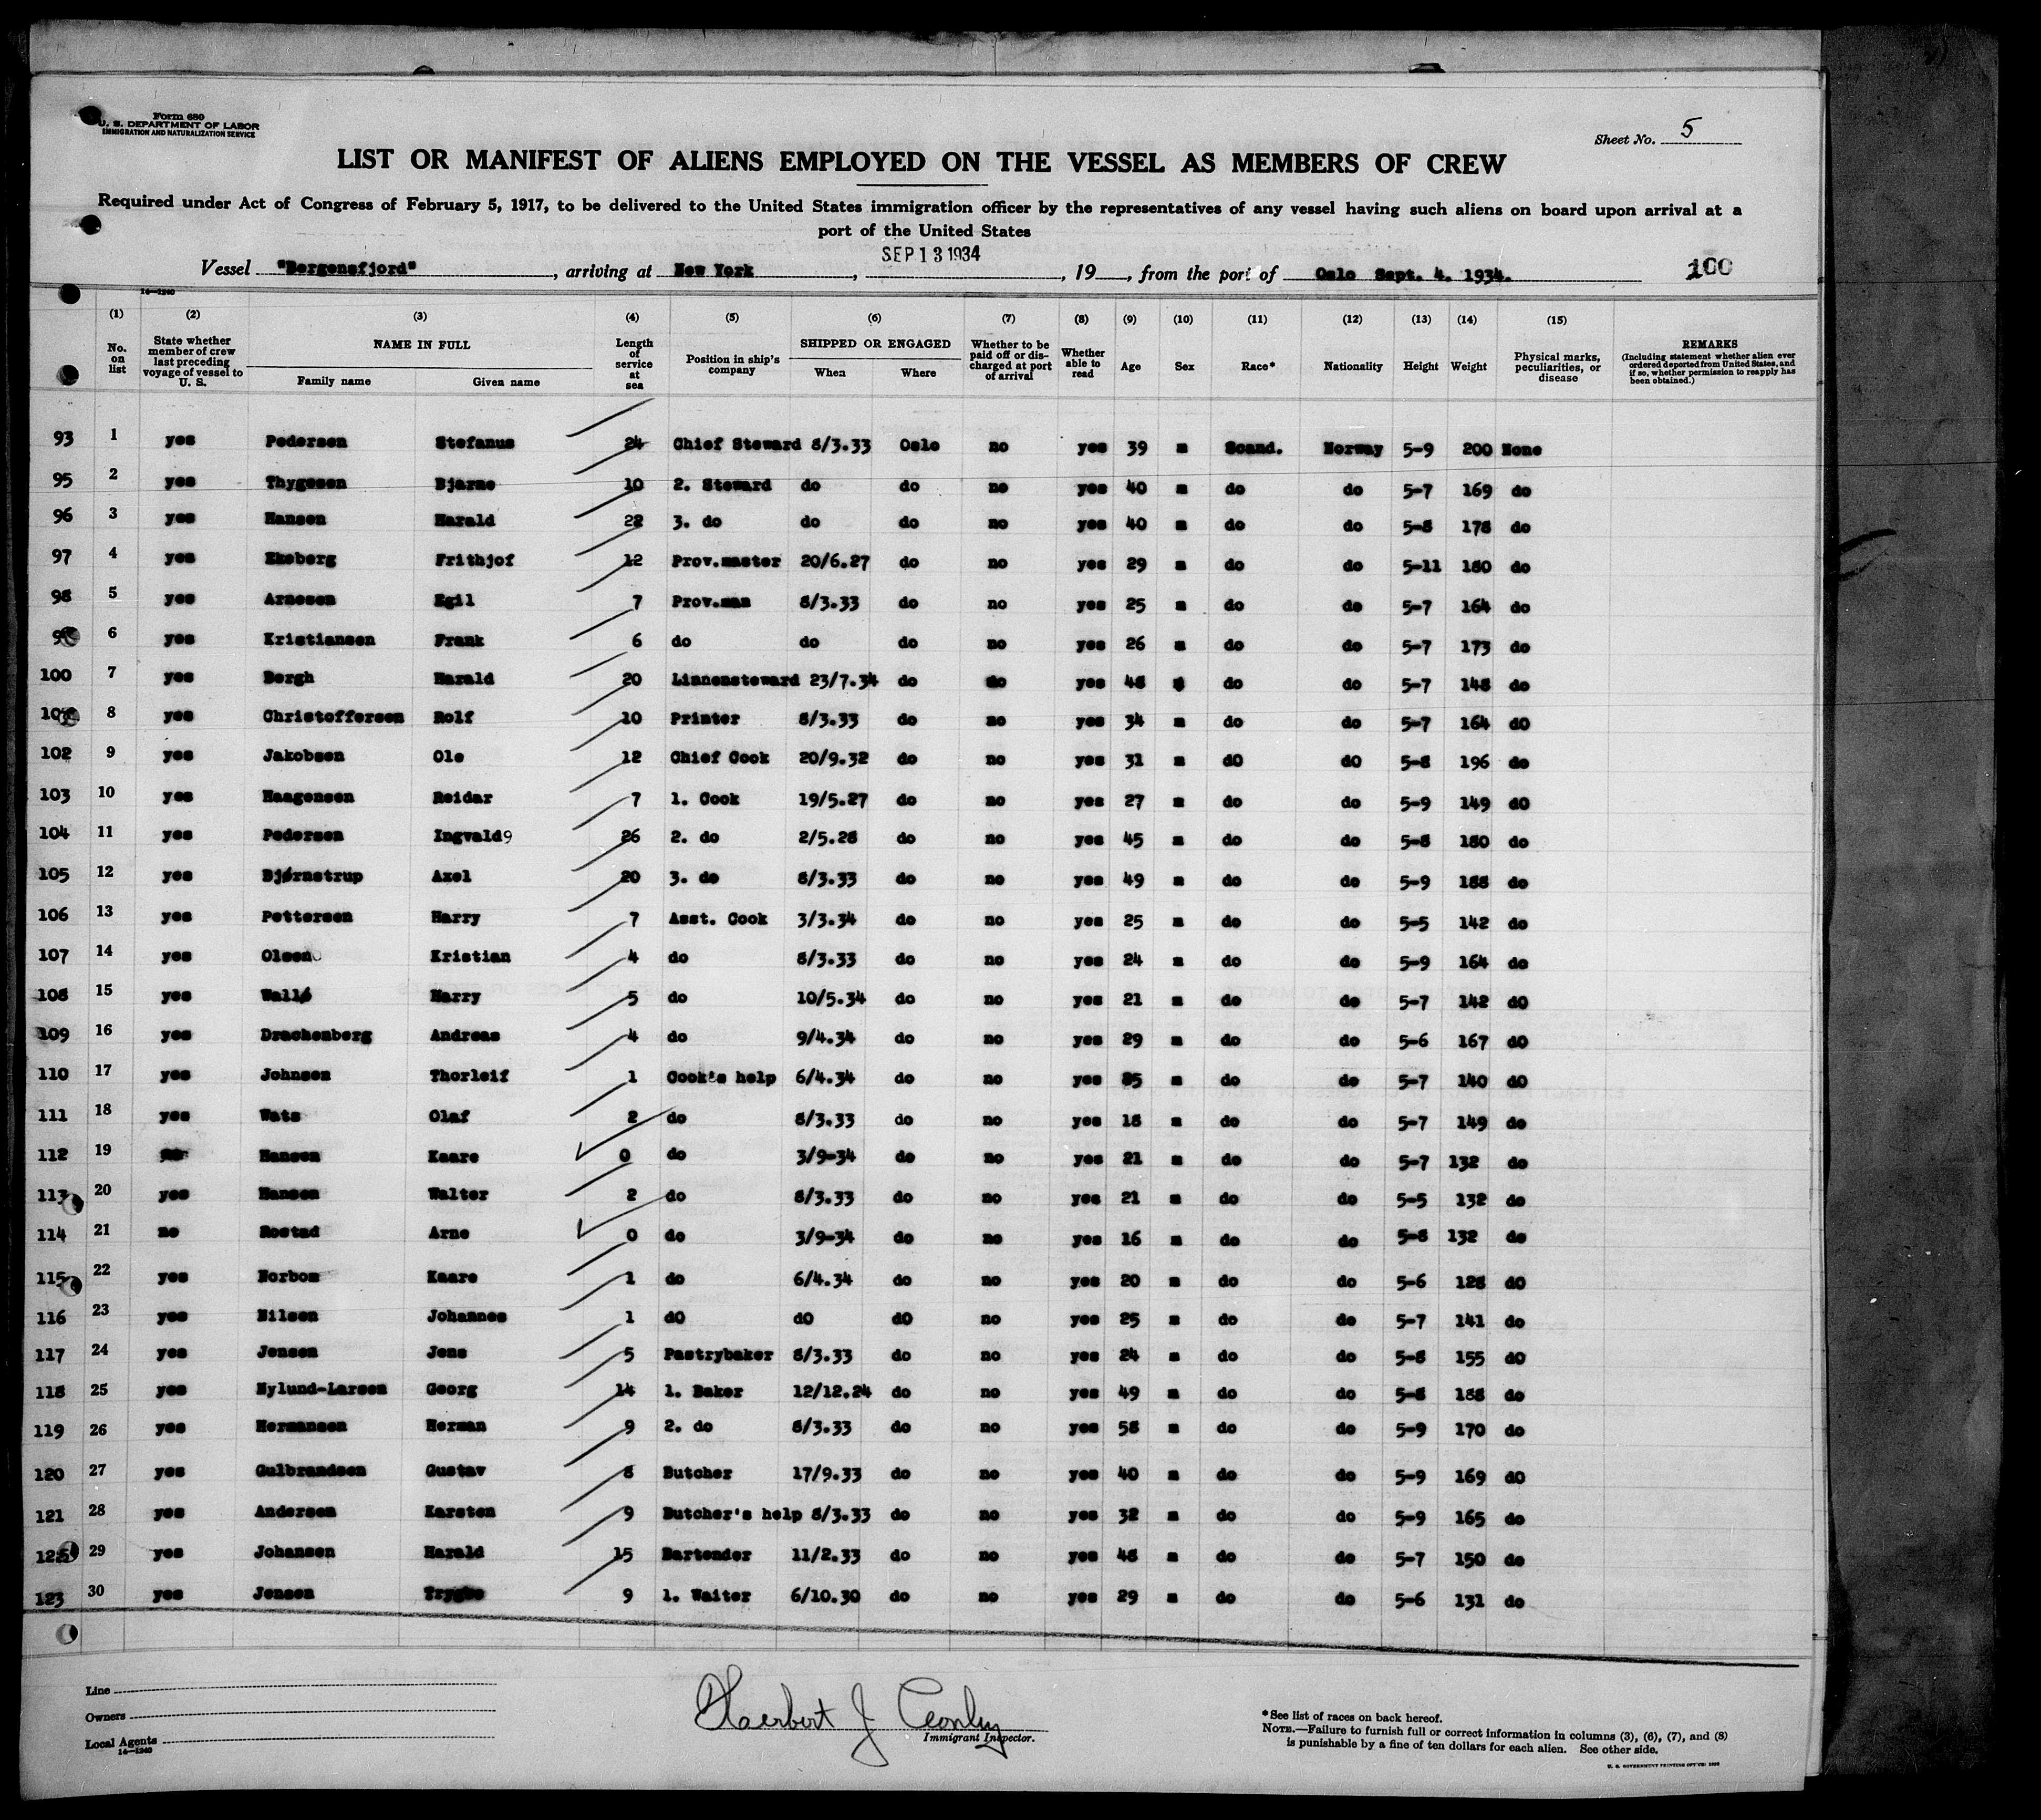 Form 680
U. S. DEPARTMENT OF LABOR
IMMIGRATION AND NATURALIZATION SERVICE
Sheet No. 5
LIST OR MANIFEST OF ALIENS EMPLOYED ON THE VESSEL AS MEMBERS OF CREW
Required under Act of Congress of February 5, 1917, to be delivered to the United States immigration officer by the representatives of any vessel having such aliens on board upon arrival at a
port of the United States
Vessel "Bergensfjord", arriving at New York, SEP 13 1934, 19, from the port of Oslo Sept. 4. 1934. 100
14—1240
(1) (2) (3) (4) (5) (6) (7) (8) (9) (10) (11) (12) (13) (14) (15)
No. on list
State whether member of crew last preceding voyage of vessel to U. S.
NAME IN FULL
Family name Given name
Length of service at sea
Position in ship's company
SHIPPED OR ENGAGED
When Where
Whether to be paid off or discharged at port of arrival
Whether able to read
Age
Sex
Race*
Nationality
Height
Weight
Physical marks, peculiarities, or disease
REMARKS
(Including statement whether alien ever ordered deported from United States, and if so, whether permission to reapply has been obtained.)
93 1 yes Pedersen Stefanus 24 Chief Steward 8/3.33 Oslo no yes 39 m Scand. Norway 5-9 200 None
95 2 yes Thygesen Bjarne 10 2. Steward do do no yes 40 m do do 5-7 169 do
96 3 yes Hansen Harald 22 3. do do do no yes 40 m do do 5-8 178 do
97 4 yes Ekeberg Frithjof 12 Prov.master 20/6.27 do no yes 29 m do do 5-11 180 do
98 5 yes Arnesen Egil 7 Prov.man 8/3.33 do no yes 25 m do do 5-7 164 do
6 yes Kristiansen Frank 6 do do do no yes 26 m do do 5-7 173 do
100 7 yes Bergh Harald 20 Linnensteward 23/7.34 do do yes 48 do do 5-7 148 do
8 yes Christoffersen Rolf 10 Printer 8/3.33 do no yes 34 m do do 5-7 164 dO
102 9 yes Jakobsen Ole 12 Chief Cook 20/9.32 do no yes 31 m dO dO 5-8 196 do
103 10 yes Haagensen Reidar 7 1. Cook 19/5.27 do no yes 27 m do do 5-9 149 dO
104 11 yes Pedersen Ingvald9 26 2. do 2/5.28 do no yes 45 m do do 5-8 180 do
105 12 yes Bjørnstrup Axel 20 3. do 8/3.33 do no yes 49 m do do 5-9 188 do
106 13 yes Pettersen Harry 7 Asst. Cook 3/3.34 do no yes 25 m do do 5-5 142 do
107 14 yes Olsen Kristian 4 do 8/3.33 do no yes 24 m do do 5-9 164 do
108 15 yes Wallø Harry 5 do 10/5.34 do no yes 21 m do do 5-7 142 dO
109 16 yes Drachenberg Andreas 4 do 9/4.34 do no yes 29 m do do 5-6 167 dO
110 17 yes Johnsen Thorleif 1 Cook's help 6/4.34 do no yes do do 5-7 140 dO
111 18 yes Wats Olaf 2 do 8/3.33 do no yes 18 m do do 5-7 149 do
112 19 Hansen Kaare 0 do 3/9-34 do no yes 21 m do do 5-7 132 do
113 20 yes Hansen Walter 2 do 8/3.33 do no yes 21 m do do 5-5 132 do
114 21 no Rostad Arne 0 do 3/9-34 do no yes 16 m do do 5-8 132 do
115 22 yes Norbom Kaare 1 do 6/4.34 do no yes 20 m do do 5-6 128 dO
116 23 yes Nilsen Johannes 1 dO dO dO no yes 25 m do do 5-7 141 do
117 24 yes Jensen Jens 5 Pastrybaker 8/3.33 do no yes 24 m do do 5-8 155 dO
118 25 yes Nylund-Larsen Georg 14 1. Baker 12/12.24 do no yes 49 m do do 5-8 188 do
119 26 yes Hermansen Herman 9 2. do 8/3.33 do no yes 58 m do do 5-9 170 do
120 27 yes Gulbrandsen Gustav 8 Butcher 17/9.33 do no yes 40 m do do 5-9 169 dO
121 28 yes Andersen Karsten 9 Butcher's help 8/3.33 do no yes 32 m do do 5-9 165 do
29 yes Johansen Harald 15 Bartender 11/2.33 do no yes 48 m do do 5-7 150 do
123 30 yes Jensen 9 1. Waiter 6/10.30 do no yes 29 m do do 5-6 131 do
Line
Owners
Local Agents
14—1240
Herbert J
Immigrant Inspector.
*See list of races on back hereof.
NOTE.—Failure to furnish full or correct information in columns (3), (6), (7), and (8)
is punishable by a fine of ten dollars for each alien. See other side.